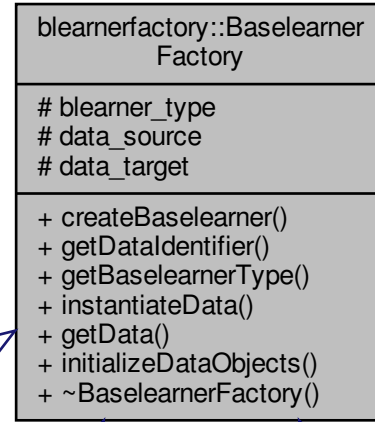 blearnerfactory::Baselearner
Factory
# blearner_type
# data_source
# data_target
+ createBaselearner()
+ getDataIdentifier()
+ getBaselearnerType()
+ instantiateData()
+ getData()
+ initializeDataObjects()
+ ~BaselearnerFactory()